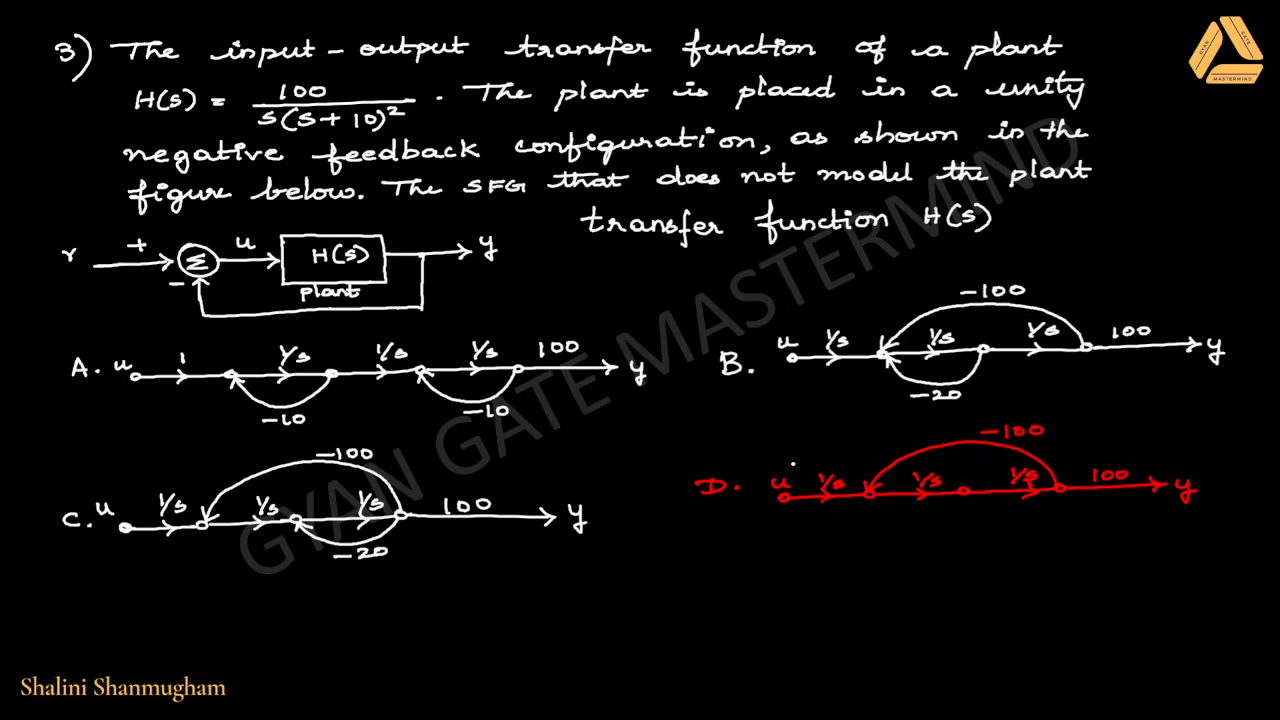 3) The input-output transfer function of a plant
H(s) = 100 / s(s+10)². The plant is placed in a unity
negative feedback configuration, as shown in the
figure below. The SFG that does not model the plant
transfer function H(s)
r + Σ - u H(s) plant y
A. u 1 1/s 1/s 1/s 100 y -10 -10
B. u 1/s 1/s 1/s 100 y -100 -20
C. u 1/s 1/s 1/s 100 y -100 -20
D. u 1/s 1/s 1/s 100 y -100
GYAN GATE MASTERMIND
GYAN GATE
MASTERMIND
Shalini Shanmugham